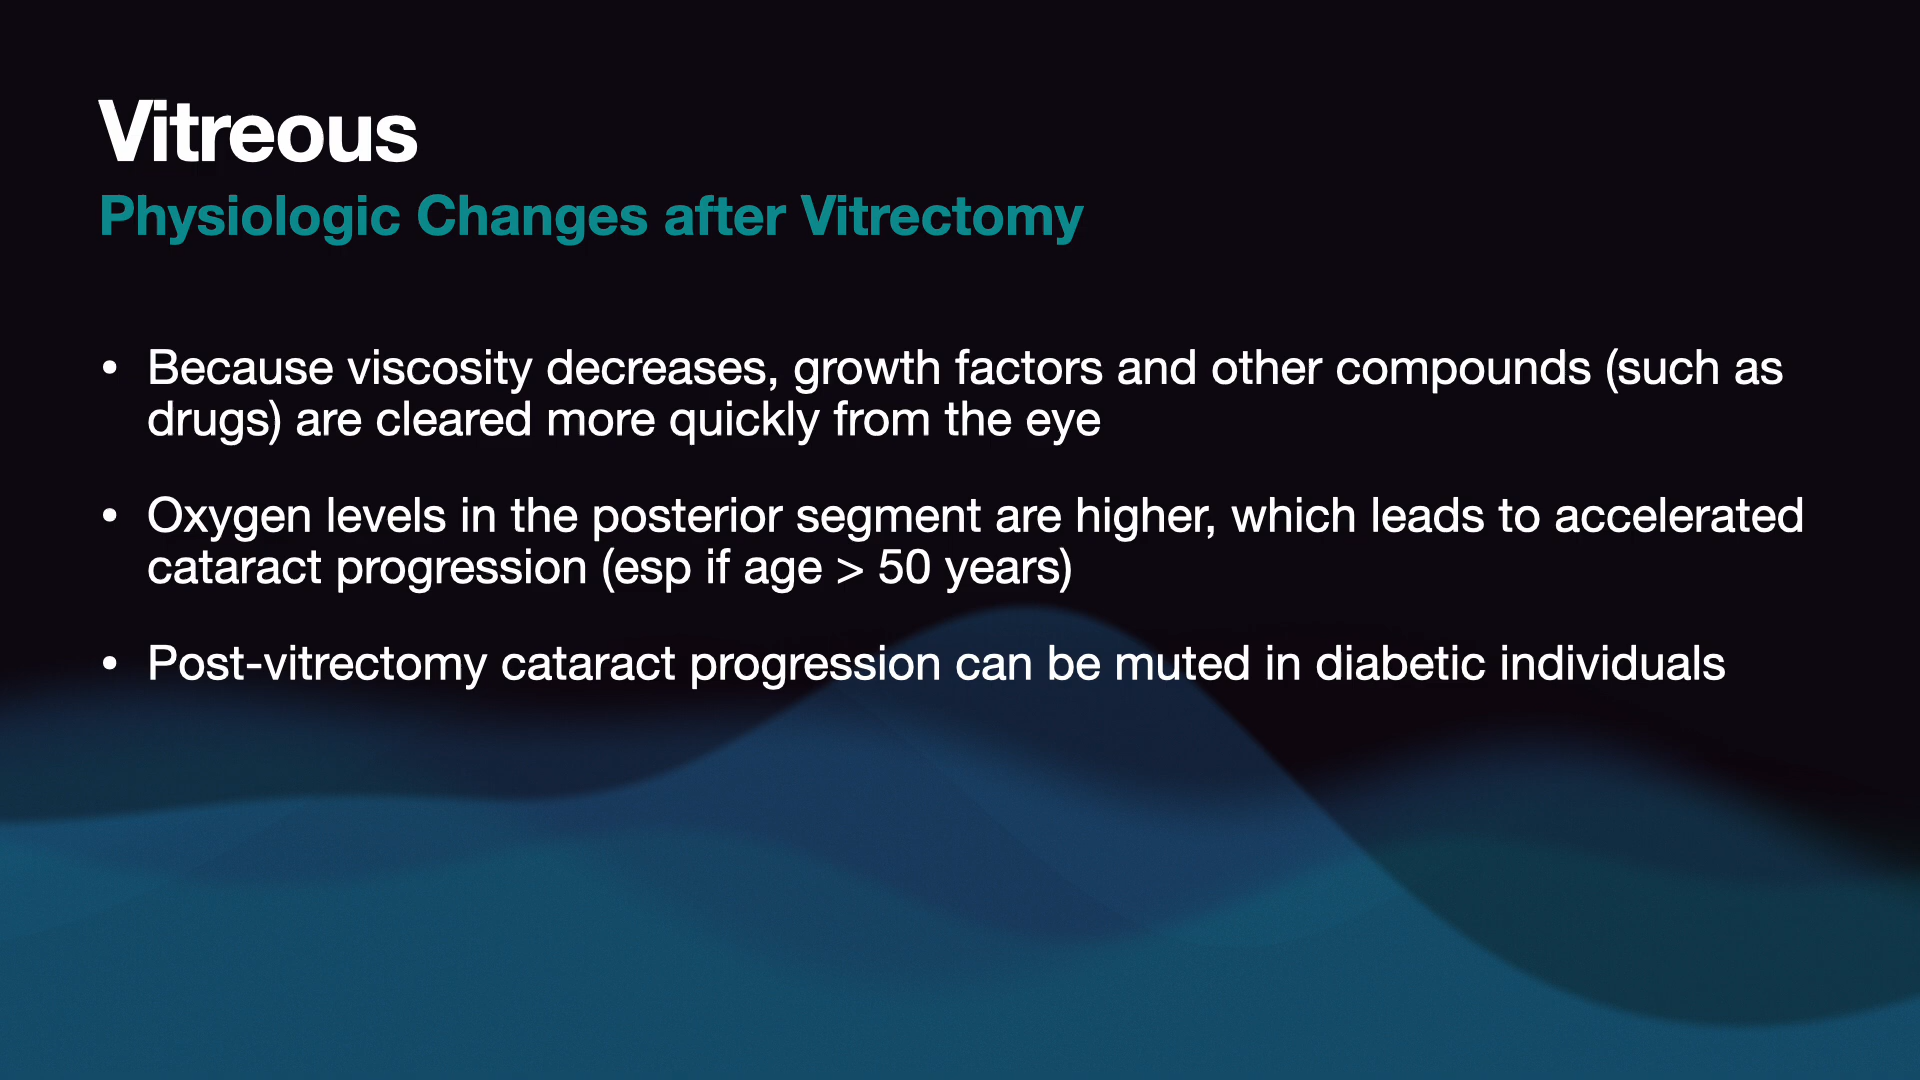 Vitreous
Physiologic Changes after Vitrectomy
• Because viscosity decreases, growth factors and other compounds (such as
drugs) are cleared more quickly from the eye
• Oxygen levels in the posterior segment are higher, which leads to accelerated
cataract progression (esp if age > 50 years)
• Post-vitrectomy cataract progression can be muted in diabetic individuals